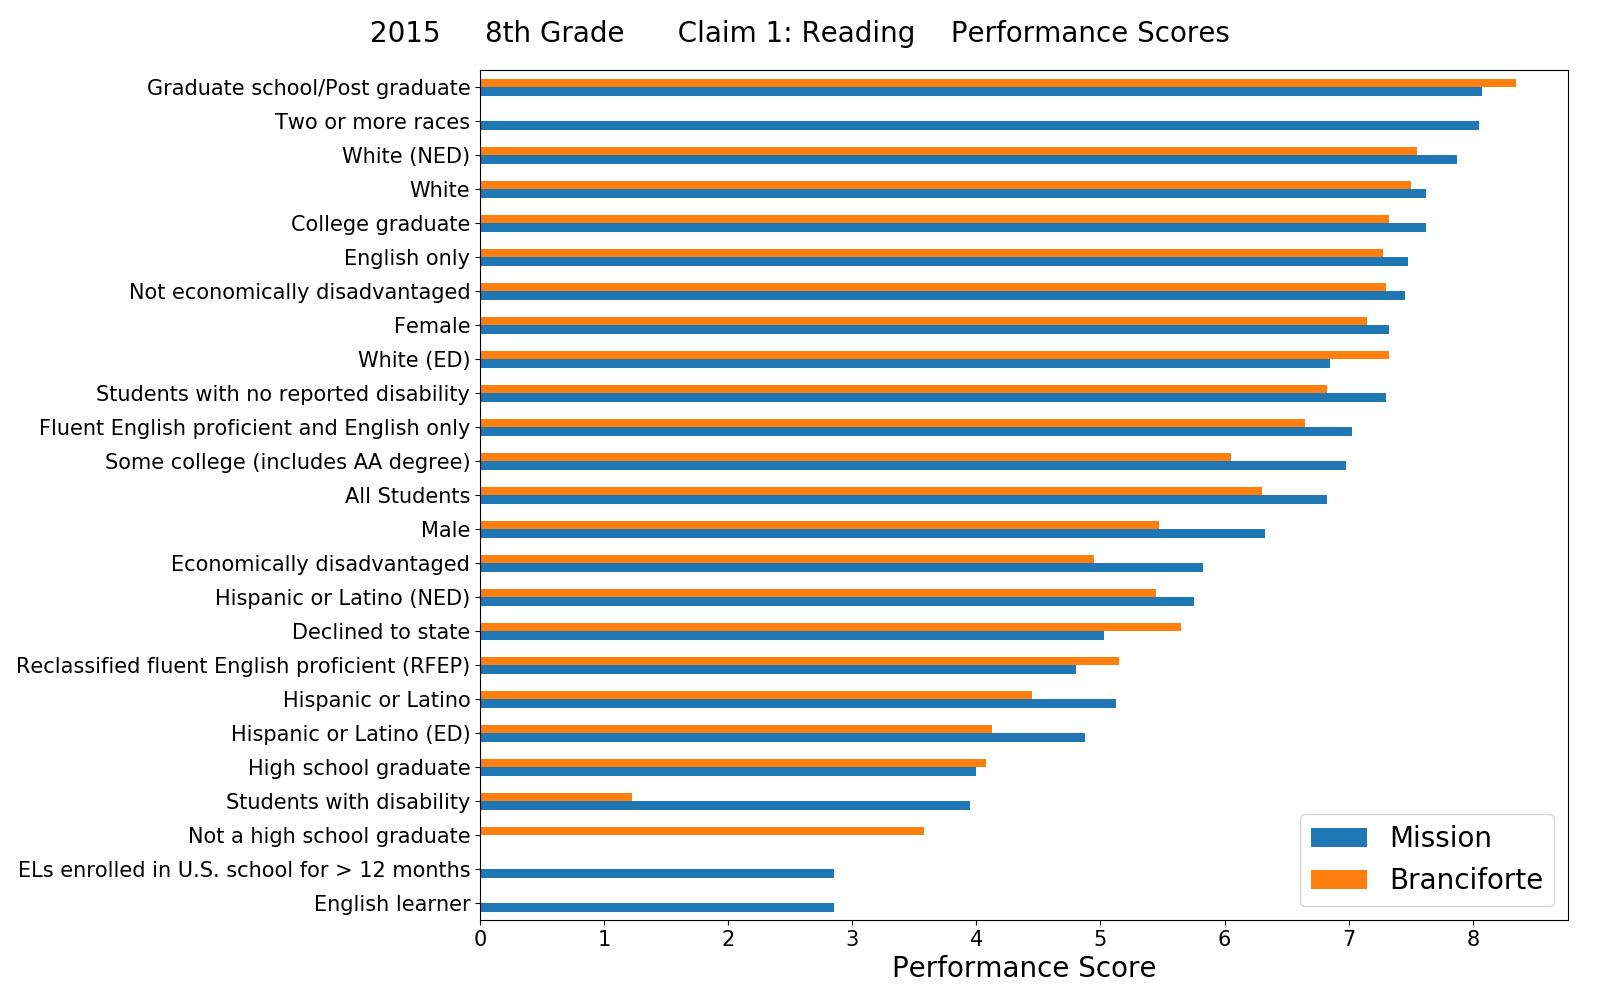 2015 8th Grade Claim 1: Reading Performance Scores
Graduate school/Post graduate
Two or more races
White (NED)
White
College graduate
English only
Not economically disadvantaged
Female
White (ED)
Students with no reported disability
Fluent English proficient and English only
Some college (includes AA degree)
All Students
Male
Economically disadvantaged
Hispanic or Latino (NED)
Declined to state
Reclassified fluent English proficient (RFEP)
Hispanic or Latino
Hispanic or Latino (ED)
High school graduate
Students with disability
Not a high school graduate
ELs enrolled in U.S. school for > 12 months
English learner
Mission
Branciforte
0 1 2 3 4 5 6 7 8
Performance Score